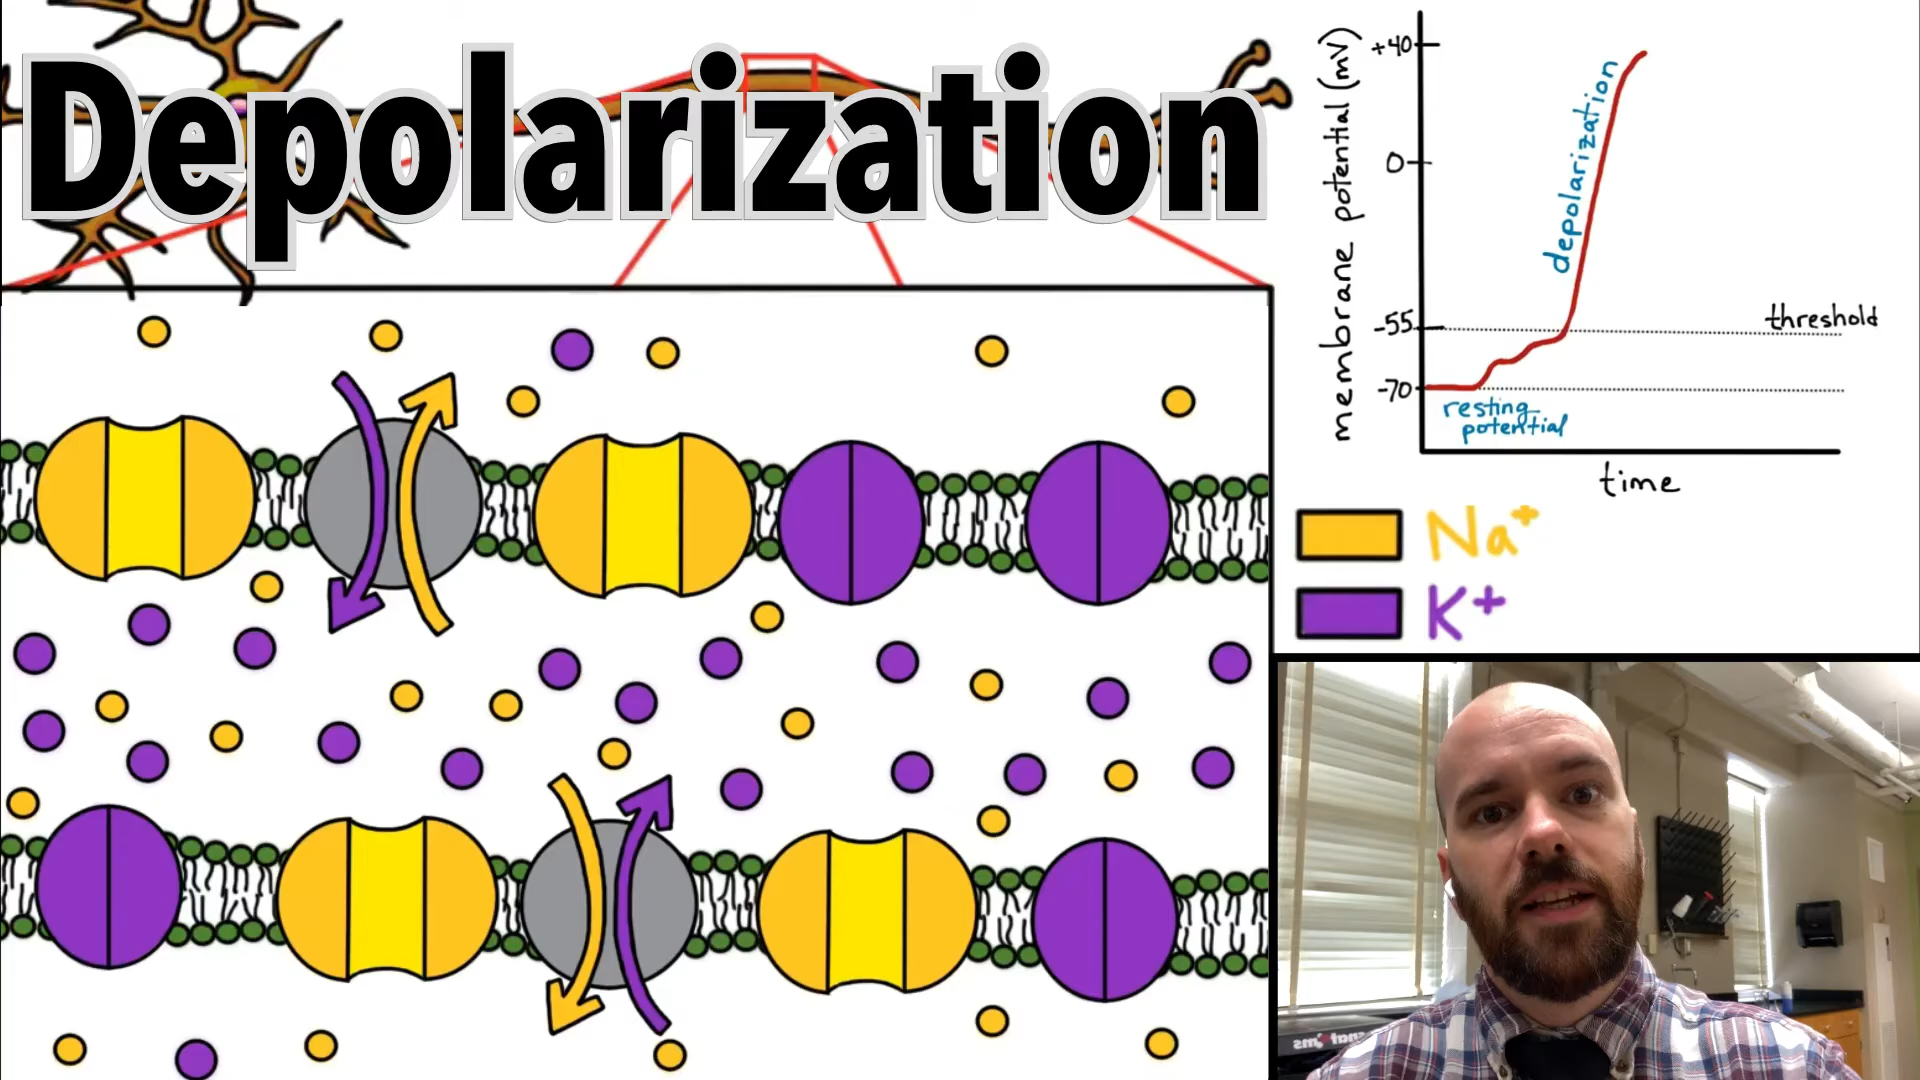 Depolarization
membrane potential (mV)
+40
0
-55
-70
depolarization
threshold
resting
potential
time
Na+
K+